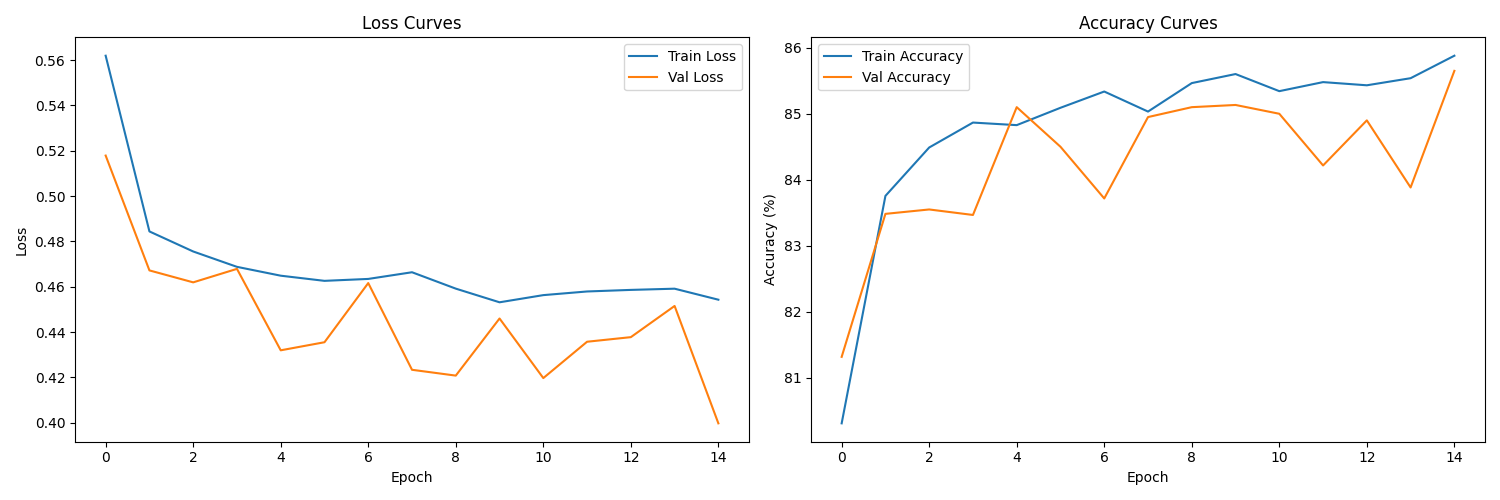 Loss Curves
Train Loss
Val Loss
0.56
0.54
0.52
0.50
0.48
0.46
0.44
0.42
0.40
Loss
0 2 4 6 8 10 12 14
Epoch
Accuracy Curves
Train Accuracy
Val Accuracy
86
85
84
83
82
81
Accuracy (%)
0 2 4 6 8 10 12 14
Epoch